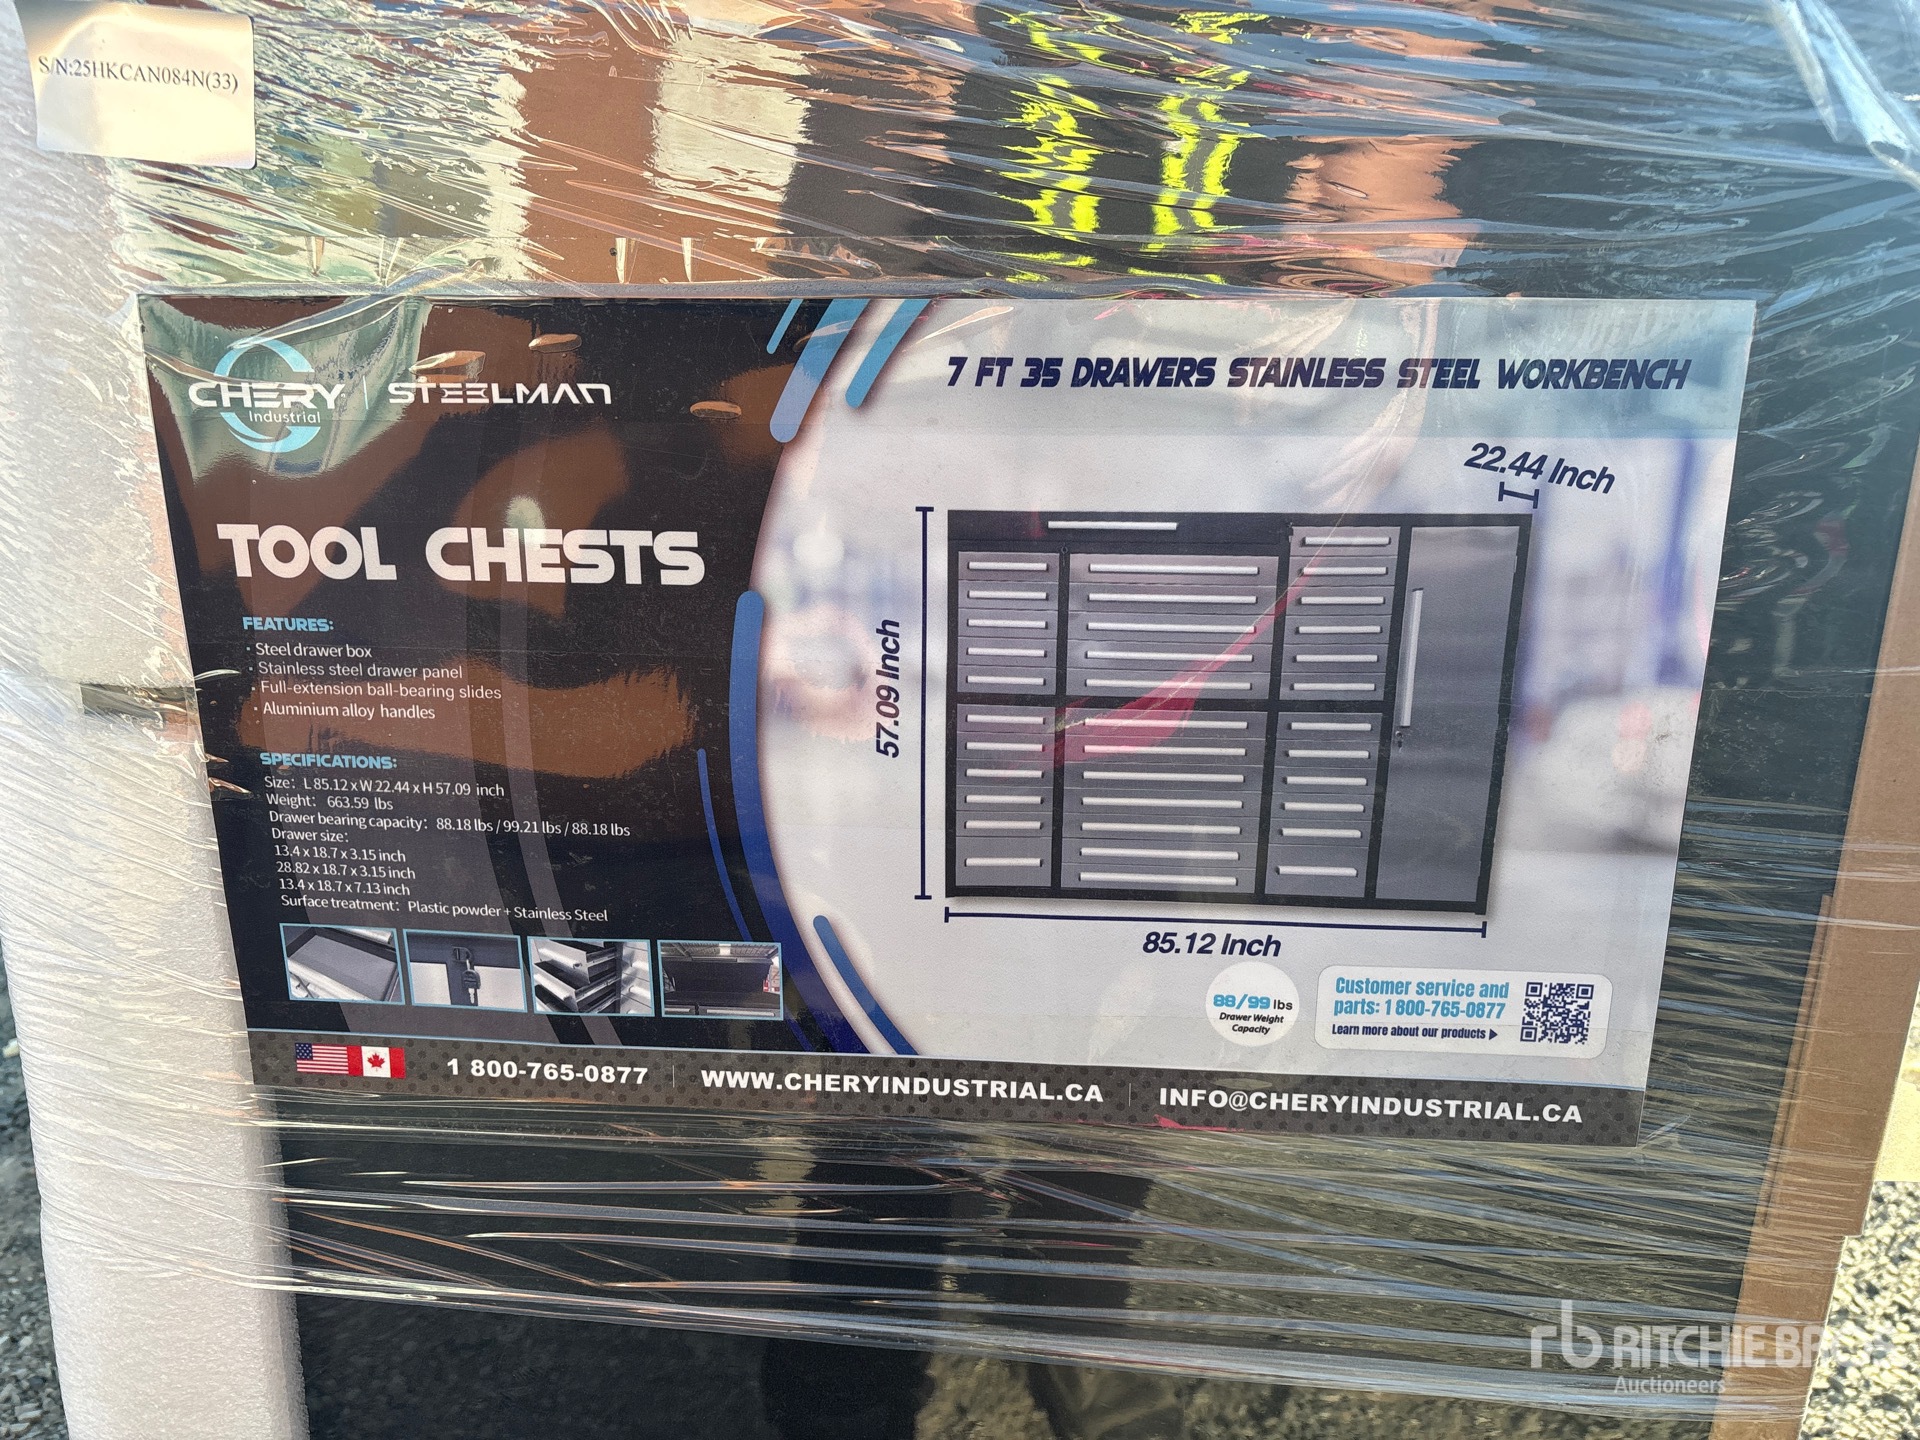 S/N:25HKCAN084N(33)
CHERY Industrial | STEELMAN
7 FT 35 DRAWERS STAINLESS STEEL WORKBENCH
TOOL CHESTS
FEATURES:
· Steel drawer box
· Stainless steel drawer panel
· Full-extension ball-bearing slides
· Aluminium alloy handles
SPECIFICATIONS:
Size: L 85.12 x W 22.44 x H 57.09 inch
Weight: 663.59 lbs
Drawer bearing capacity: 88.18 lbs / 99.21 lbs / 88.18 lbs
Drawer size:
13.4 x 18.7 x 3.15 inch
28.82 x 18.7 x 3.15 inch
13.4 x 18.7 x 7.13 inch
Surface treatment: Plastic powder + Stainless Steel
22.44 Inch
57.09 Inch
85.12 Inch
88/99 lbs
Drawer Weight
Capacity
Customer service and
parts: 1 800-765-0877
Learn more about our products
1 800-765-0877 | WWW.CHERYINDUSTRIAL.CA | INFO@CHERYINDUSTRIAL.CA
rb RITCHIE BROS.
Auctioneers